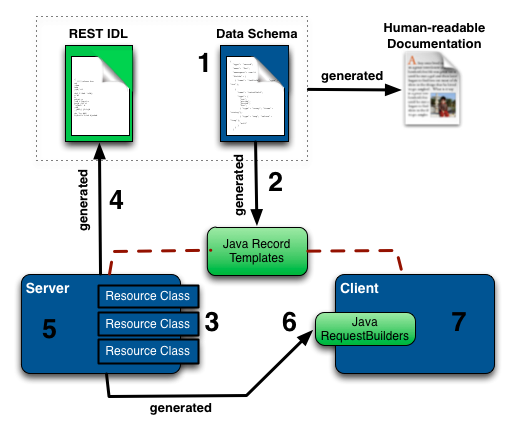 REST IDL
Data Schema
Human-readable
Documentation
1
generated
generated
2
generated
4
Java Record
Templates
Server
Client
Resource Class
Resource Class
Resource Class
5
3
6
Java
RequestBuilders
7
generated